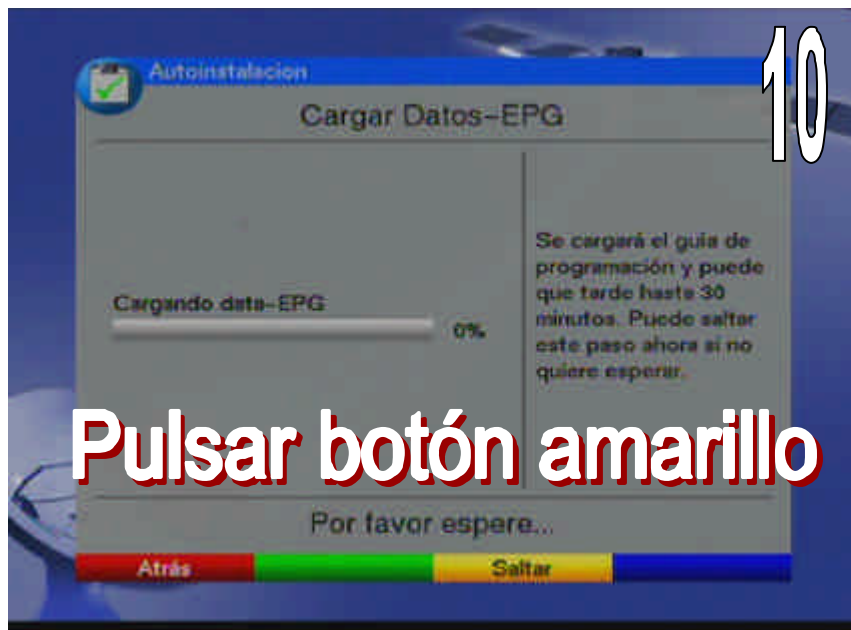 10
Autoinstalacion
Cargar Datos-EPG
Cargando data-EPG
0%
Se cargará el guia de
programación y puede
que tarde hasta 30
minutos. Puede saltar
este paso ahora si no
quiere esperar.
Pulsar botón amarillo
Por favor espere...
Atrás
Saltar